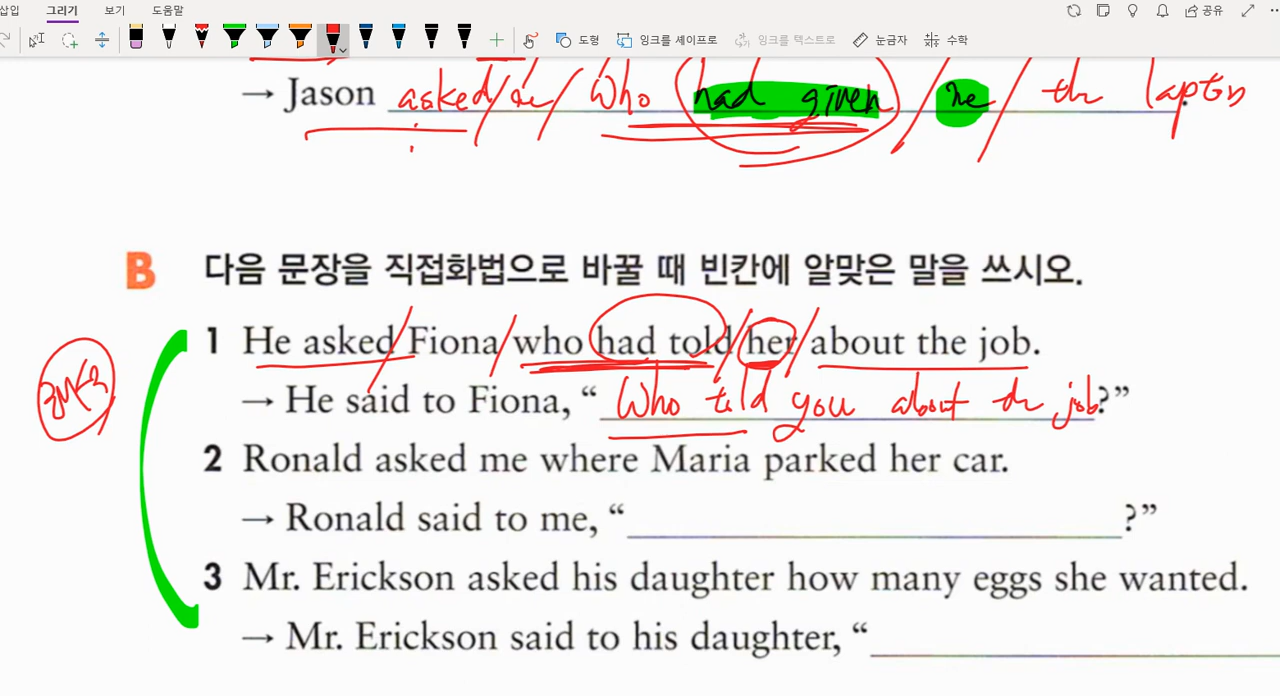 삽입 그리기 보기 도움말 공유
도형 잉크를 셰이프로 잉크를 텍스트로 눈금자 수학
→ Jason asked / me / who had given / me / the
B 다음 문장을 직접화법으로 바꿀 때 빈칸에 알맞은 말을 쓰시오.
1 He asked / Fiona / who had told / her / about the job.
→ He said to Fiona, “ Who told you about the job ?”
2 Ronald asked me where Maria parked her car.
→ Ronald said to me, “ ?”
3 Mr. Erickson asked his daughter how many eggs she wanted.
→ Mr. Erickson said to his daughter, “